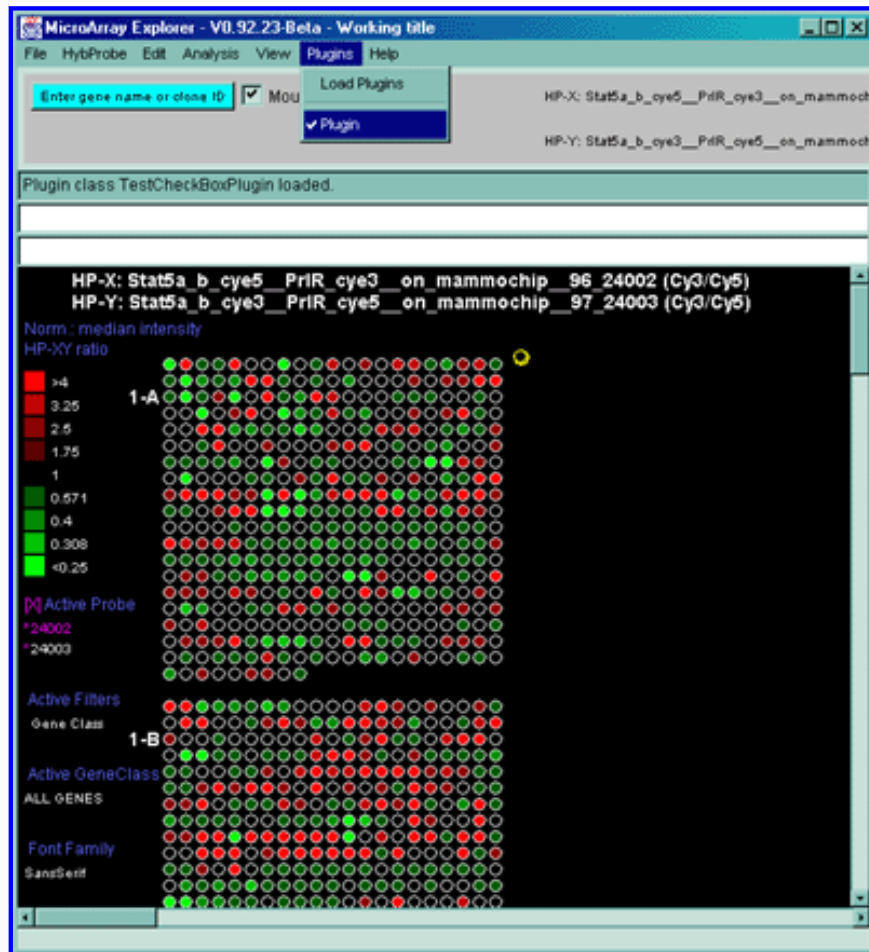 MicroArray Explorer - V0.92.23-Beta - Working title
File HybProbe Edit Analysis View Plugins Help
Load Plugins
Enter gene name or clone ID
Mou
Plugin
HP-X: Stat5a_b_cye5__PrlR_cye3__on_mammoch
HP-Y: Stat5a_b_cye3__PrlR_cye5__on_mammoch
Plugin class TestCheckBoxPlugin loaded.
HP-X: Stat5a_b_cye5__PrlR_cye3__on_mammochip__96_24002 (Cy3/Cy5)
HP-Y: Stat5a_b_cye3__PrlR_cye5__on_mammochip__97_24003 (Cy3/Cy5)
Norm.: median intensity
HP-XY ratio
>4
3.25
2.5
1.75
1
0.571
0.4
0.308
<0.25
1-A
[X] Active Probe
*24002
*24003
Active Filters
Gene Class
1-B
Active GeneClass
ALL GENES
Font Family
SansSerif